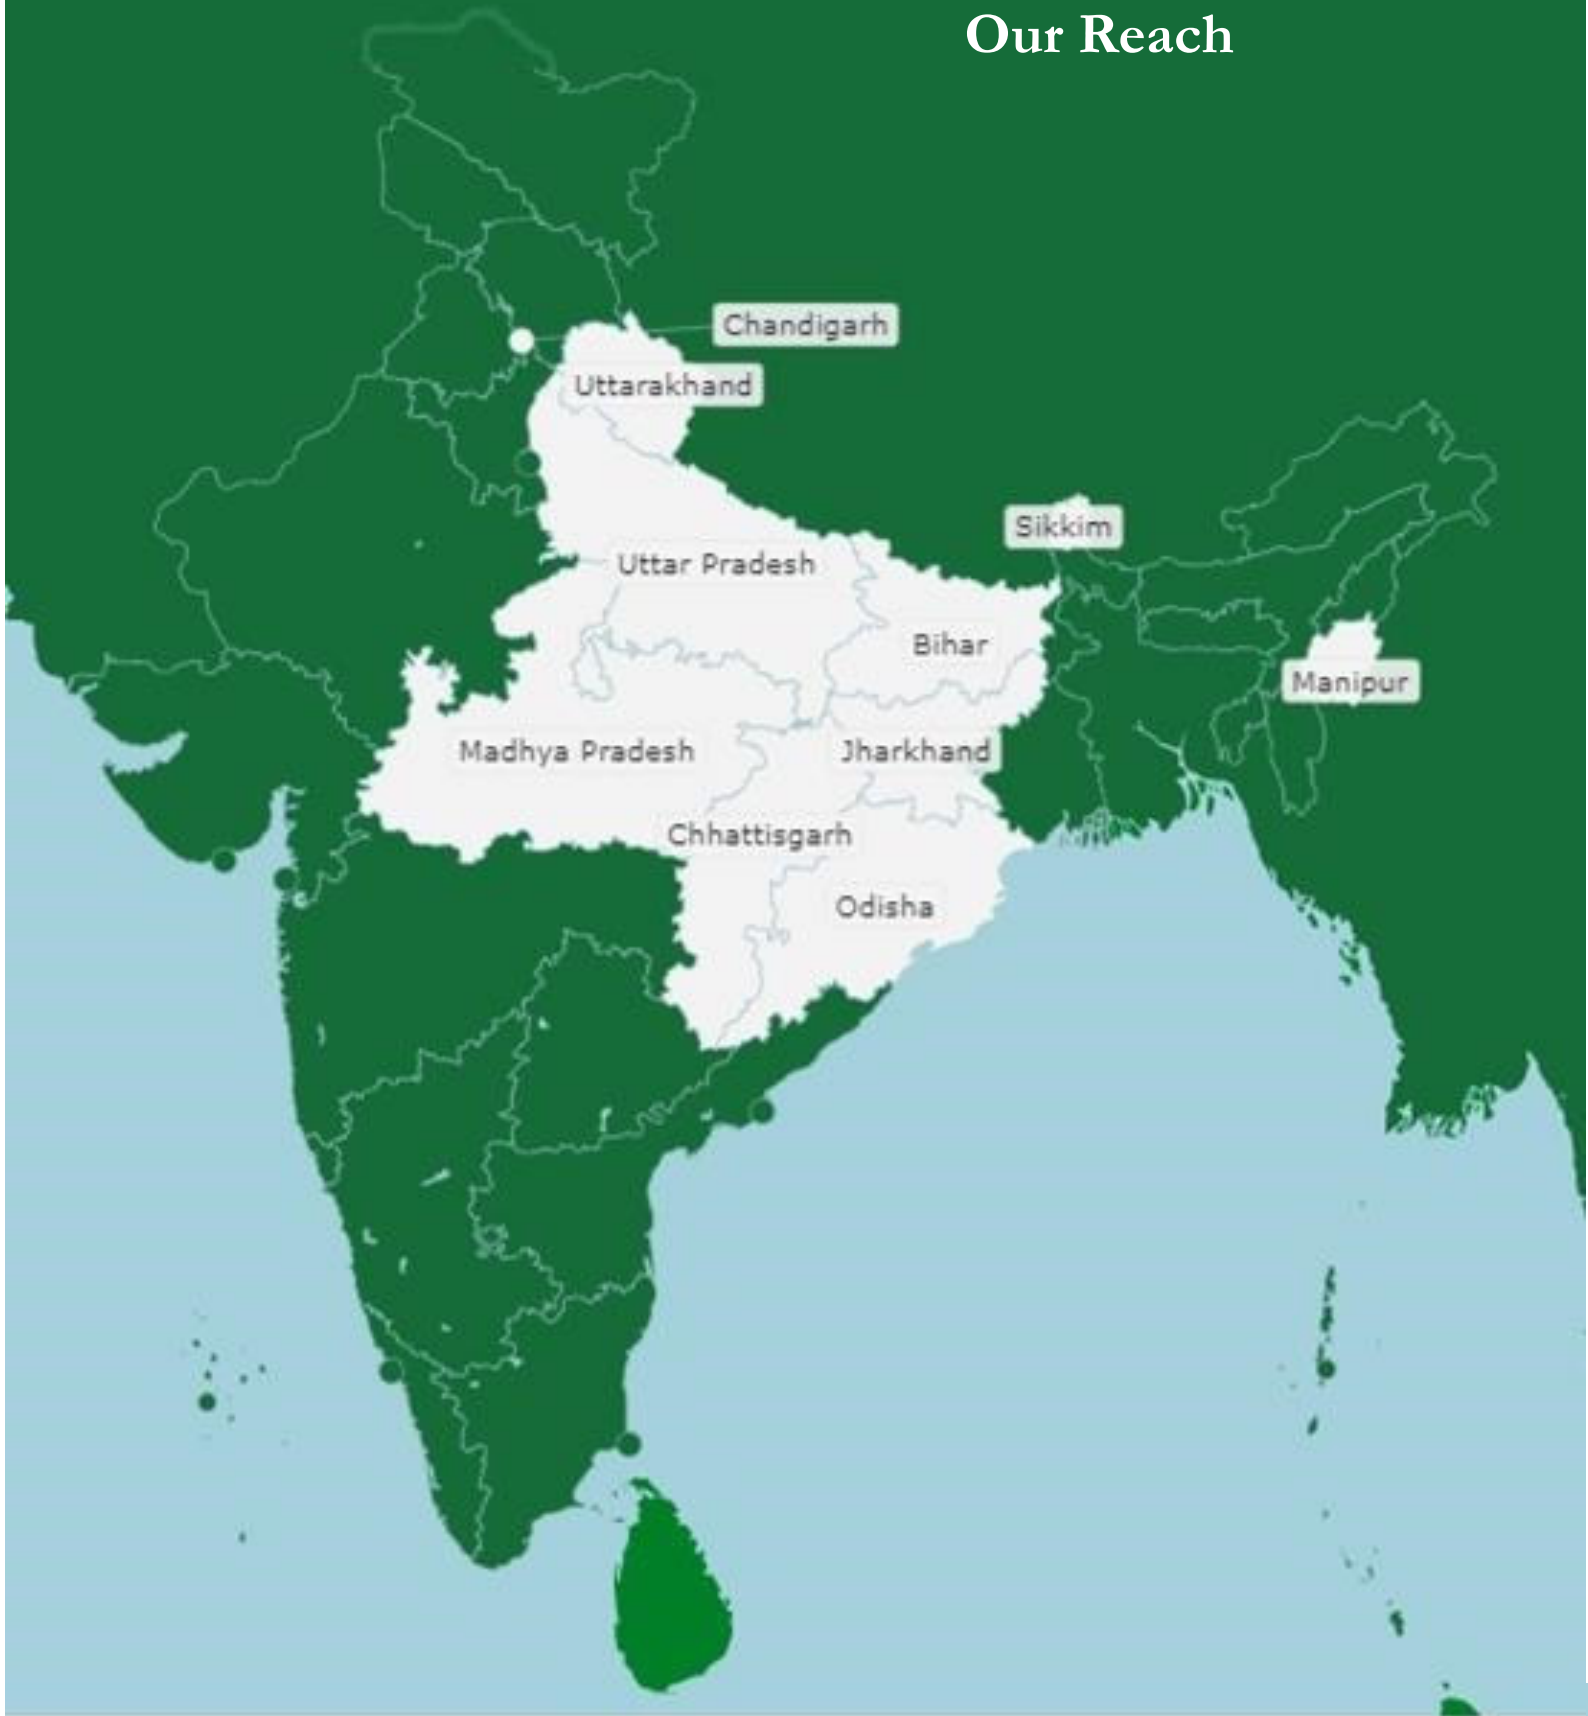 Our Reach
Chandigarh
Uttarakhand
Sikkim
Uttar Pradesh
Bihar
Manipur
Madhya Pradesh
Jharkhand
Chhattisgarh
Odisha